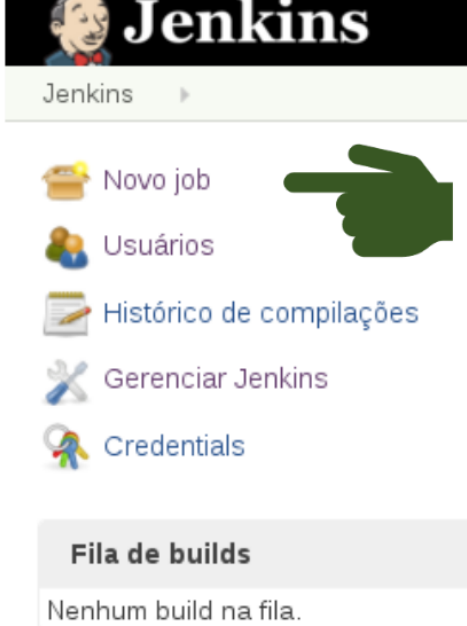 Jenkins
Jenkins
Novo job
Usuários
Histórico de compilações
Gerenciar Jenkins
Credentials
Fila de builds
Nenhum build na fila.